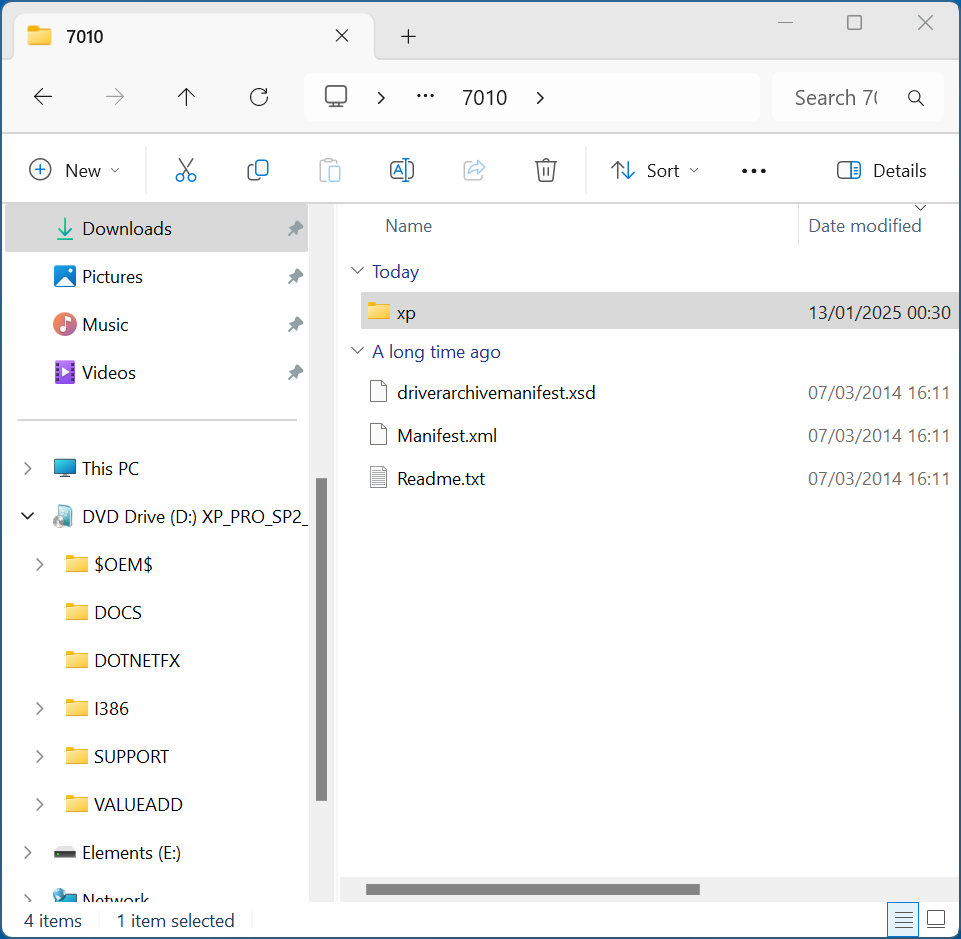 7010
7010
Search 70
New
Sort
Details
Downloads
Pictures
Music
Videos
This PC
DVD Drive (D:) XP_PRO_SP2_
$OEM$
DOCS
DOTNETFX
I386
SUPPORT
VALUEADD
Elements (E:)
Network
Name
Date modified
Today
xp 13/01/2025 00:30
A long time ago
driverarchivemanifest.xsd 07/03/2014 16:11
Manifest.xml 07/03/2014 16:11
Readme.txt 07/03/2014 16:11
4 items
1 item selected